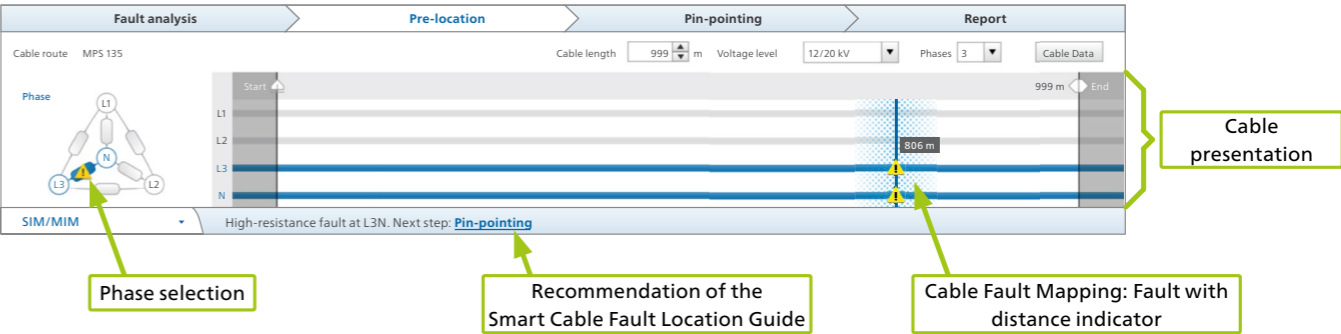 Fault analysis
Pre-location
Pin-pointing
Report
Cable route MPS 135
Cable length 999 m Voltage level 12/20 kV Phases 3 Cable Data
Phase
L1
N
L3
L2
Start
999 m End
L1
L2
806 m
L3
N
SIM/MIM
High-resistance fault at L3N. Next step: Pin-pointing
Cable
presentation
Phase selection
Recommendation of the
Smart Cable Fault Location Guide
Cable Fault Mapping: Fault with
distance indicator